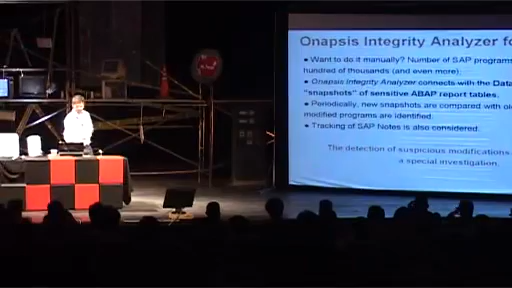 Onapsis Integrity Analyzer fo
• Want to do it manually? Number of SAP programs
hundred of thousands (and even more)
• Onapsis Integrity Analyzer connects with the Data
"snapshots" of sensitive ABAP report tables.
• Periodically, new snapshots are compared with ol
modified programs are identified.
• Tracking of SAP Notes is also considered.
The detection of suspicious modifications
a special investigation.